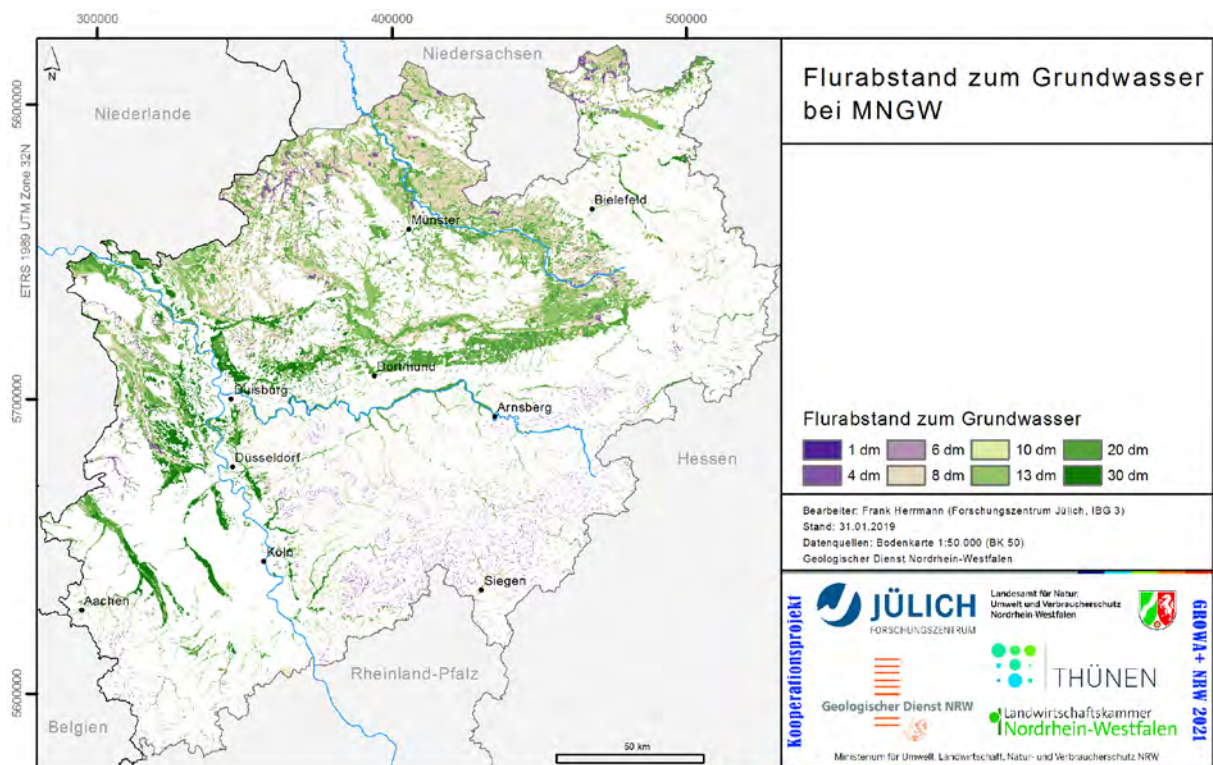 300000
400000
500000
Niedersachsen
Niederlande
N
5800000
ETRS 1989 UTM Zone 32N
Bielefeld
Münster
Dortmund
Duisburg
5700000
Arnsberg
Düsseldorf
Hessen
Köln
Siegen
Aachen
Rheinland-Pfalz
5600000
Belgien
50 km
Flurabstand zum Grundwasser
bei MNGW
Flurabstand zum Grundwasser
1 dm 6 dm 10 dm 20 dm
4 dm 8 dm 13 dm 30 dm
Bearbeiter: Frank Herrmann (Forschungszentrum Jülich, IBG 3)
Stand: 31.01.2019
Datenquellen: Bodenkarte 1:50.000 (BK 50)
Geologischer Dienst Nordrhein-Westfalen
Kooperationsprojekt
JÜLICH
FORSCHUNGSZENTRUM
Landesamt für Natur,
Umwelt und Verbraucherschutz
Nordrhein-Westfalen
THÜNEN
Geologischer Dienst NRW
Landwirtschaftskammer
Nordrhein-Westfalen
GROWA+ NRW 2021
Ministerium für Umwelt, Landwirtschaft, Natur- und Verbraucherschutz NRW